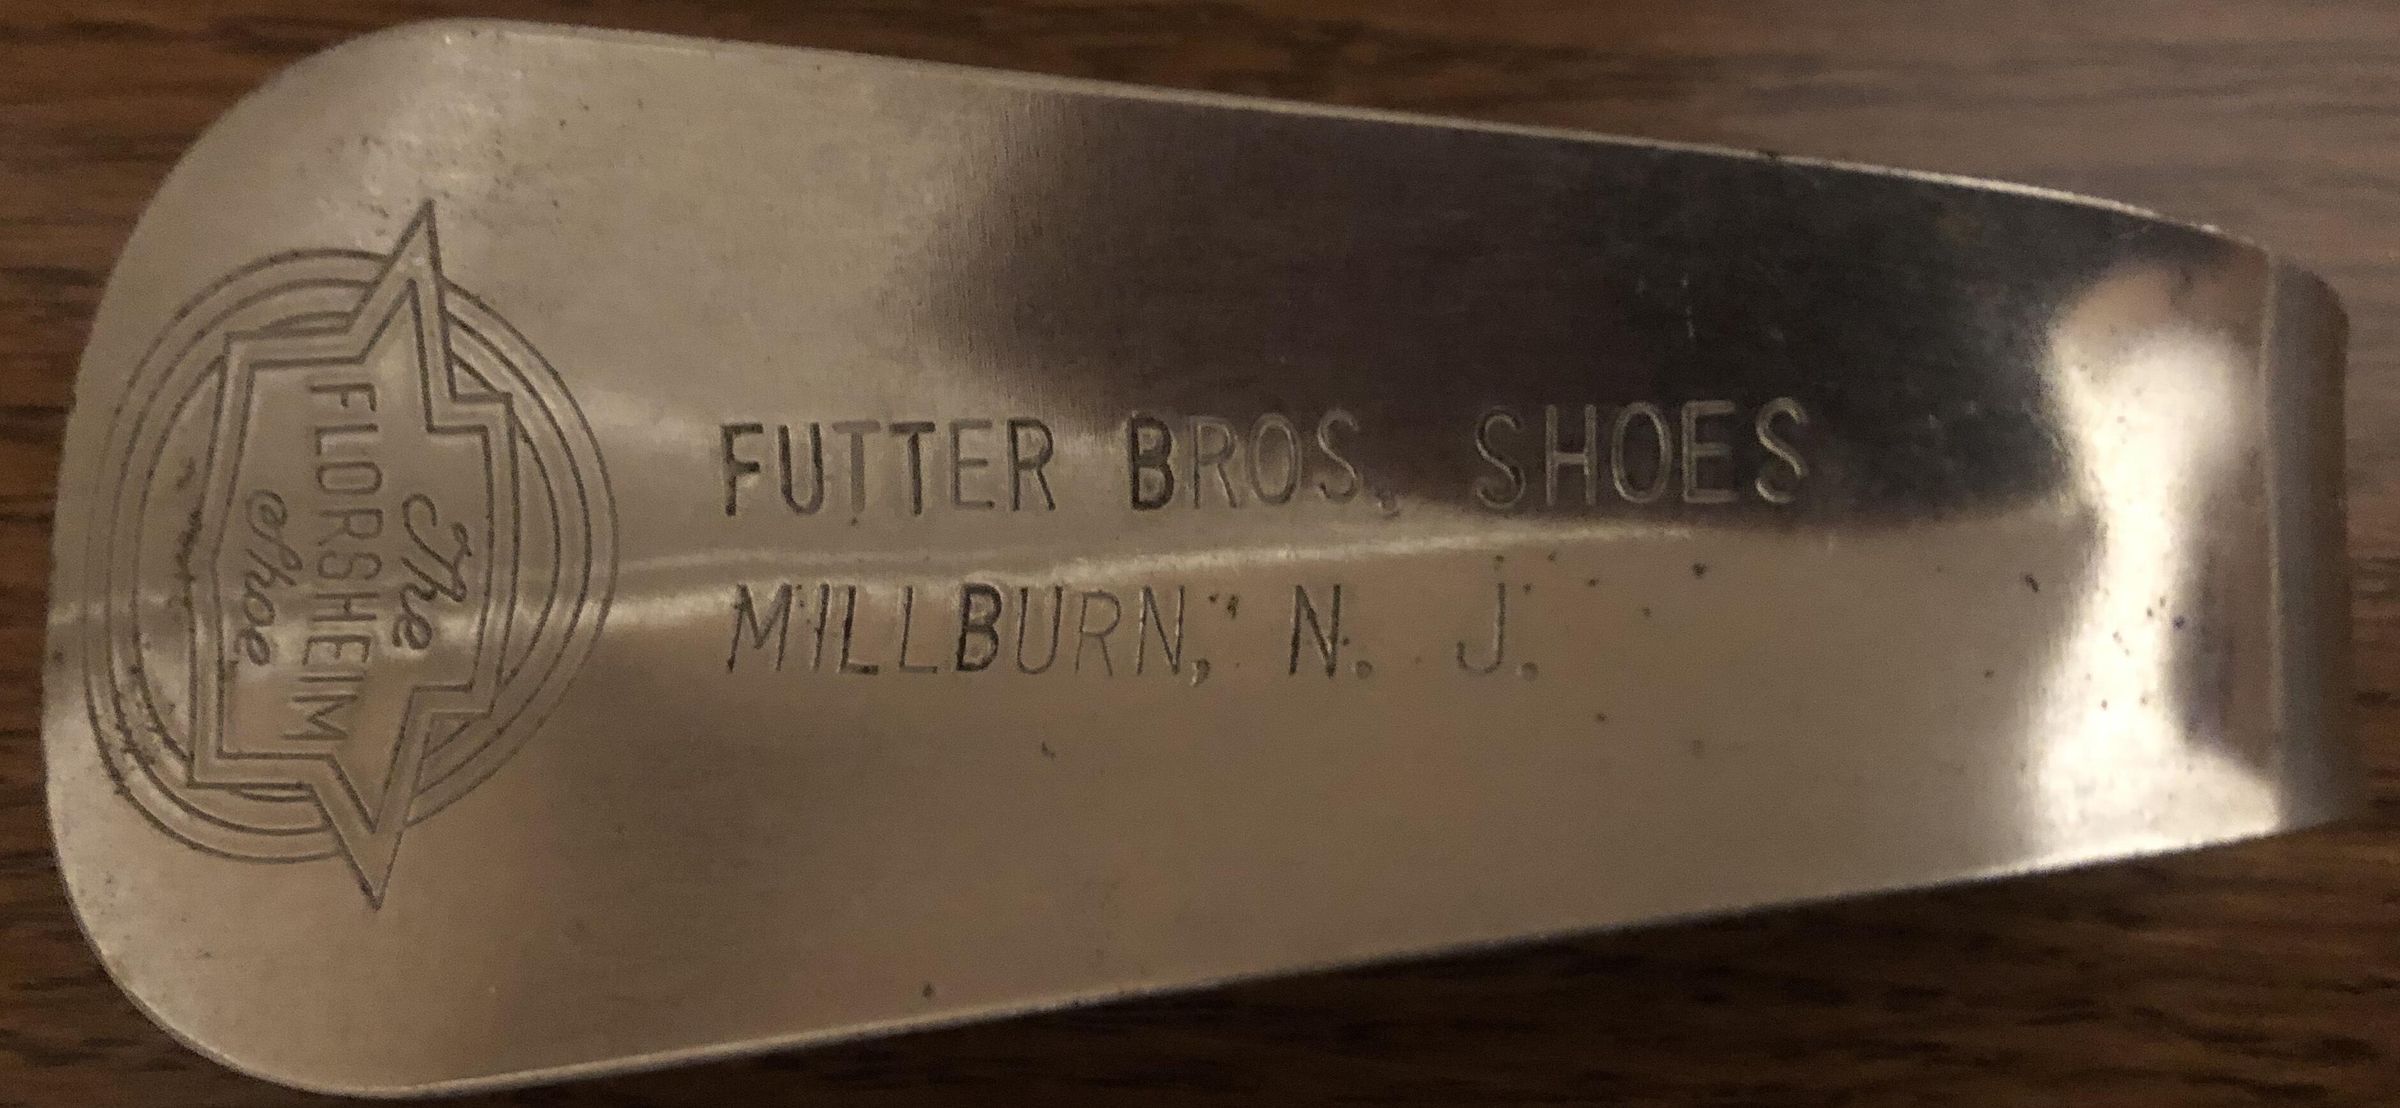 The
FLORSHEIM
Shoe
FUTTER BROS. SHOES
MILLBURN, N. J.